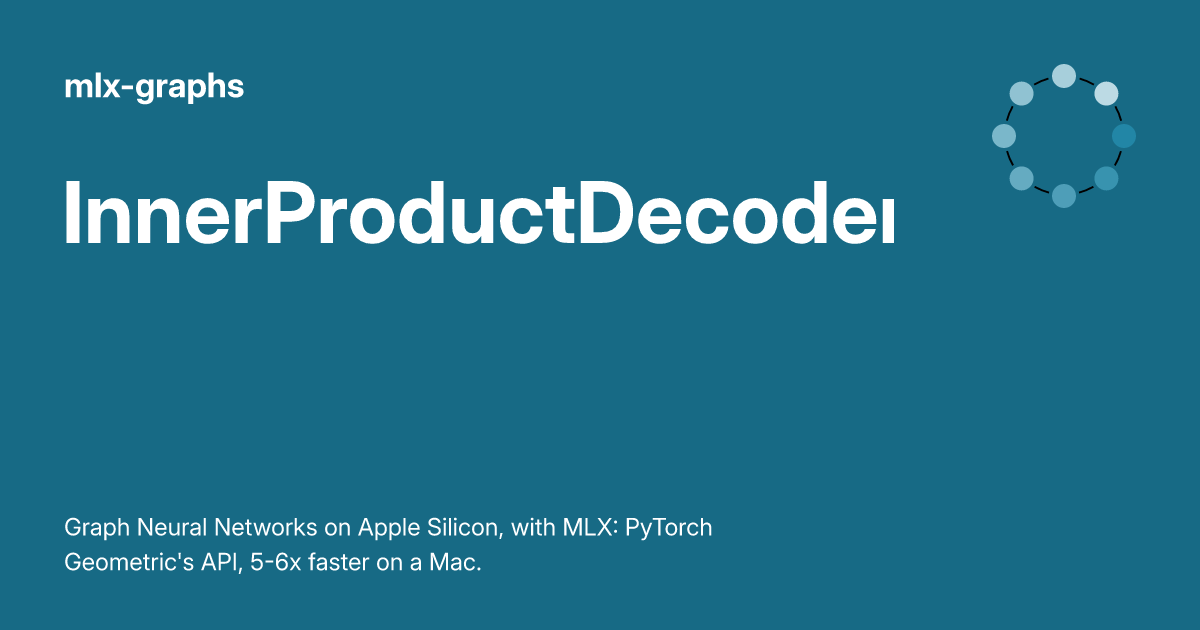 mlx-graphs
InnerProductDecoder
Graph Neural Networks on Apple Silicon, with MLX: PyTorch
Geometric's API, 5-6x faster on a Mac.